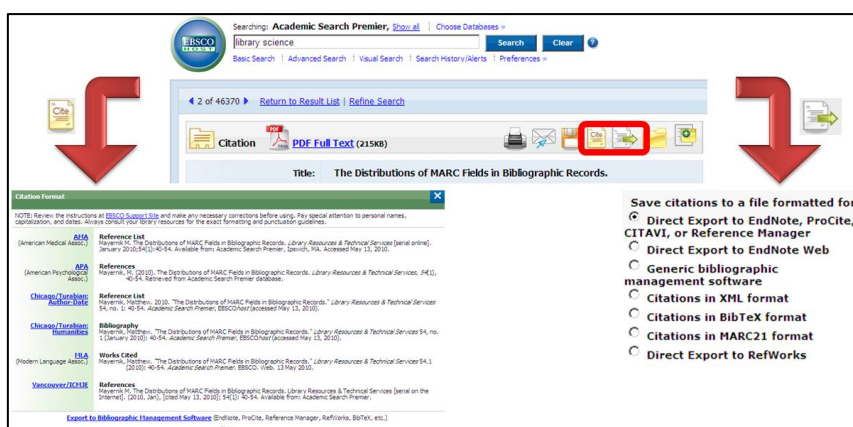 Searching: Academic Search Premier, Show all | Choose Databases »
EBSCO
HOST
library science
Search
Clear
Basic Search | Advanced Search | Visual Search | Search History/Alerts | Preferences »
2 of 46370 Return to Result List | Refine Search
Cite
Citation PDF Full Text (215KB)
Cite
Title: The Distributions of MARC Fields in Bibliographic Records.
Citation Format
NOTE: Review the instructions at EBSCO Support Site and make any necessary corrections before using. Pay special attention to personal names,
capitalization, and dates. Always consult your library resources for the exact formatting and punctuation guidelines.
AMA
(American Medical Assoc.)
Reference List
Mayernik M. The Distributions of MARC Fields in Bibliographic Records. Library Resources & Technical Services [serial online].
January 2010;54(1):40-54. Available from: Academic Search Premier, Ipswich, MA. Accessed May 13, 2010.
APA
(American Psychological
Assoc.)
References
Mayernik, M. (2010). The Distributions of MARC Fields in Bibliographic Records. Library Resources & Technical Services, 54(1),
40-54. Retrieved from Academic Search Premier database.
Chicago/Turabian:
Author-Date
Reference List
Mayernik, Matthew. 2010. "The Distributions of MARC Fields in Bibliographic Records." Library Resources & Technical Services
54, no. 1: 40-54. Academic Search Premier, EBSCOhost (accessed May 13, 2010).
Chicago/Turabian:
Humanities
Bibliography
Mayernik, Matthew. "The Distributions of MARC Fields in Bibliographic Records." Library Resources & Technical Services 54, no.
1 (January 2010): 40-54. Academic Search Premier, EBSCOhost (accessed May 13, 2010).
MLA
(Modern Language Assoc.)
Works Cited
Mayernik, Matthew. "The Distributions of MARC Fields in Bibliographic Records." Library Resources & Technical Services 54.1
(2010): 40-54. Academic Search Premier. EBSCO. Web. 13 May 2010.
Vancouver/ICMJE
References
Mayernik M. The Distributions of MARC Fields in Bibliographic Records. Library Resources & Technical Services [serial on the
Internet]. (2010, Jan), [cited May 13, 2010]; 54(1): 40-54. Available from: Academic Search Premier.
Export to Bibliographic Management Software (EndNote, ProCite, Reference Manager, RefWorks, BibTeX, etc.)
Save citations to a file formatted for
Direct Export to EndNote, ProCite,
CITAVI, or Reference Manager
Direct Export to EndNote Web
Generic bibliographic
management software
Citations in XML format
Citations in BibTeX format
Citations in MARC21 format
Direct Export to RefWorks